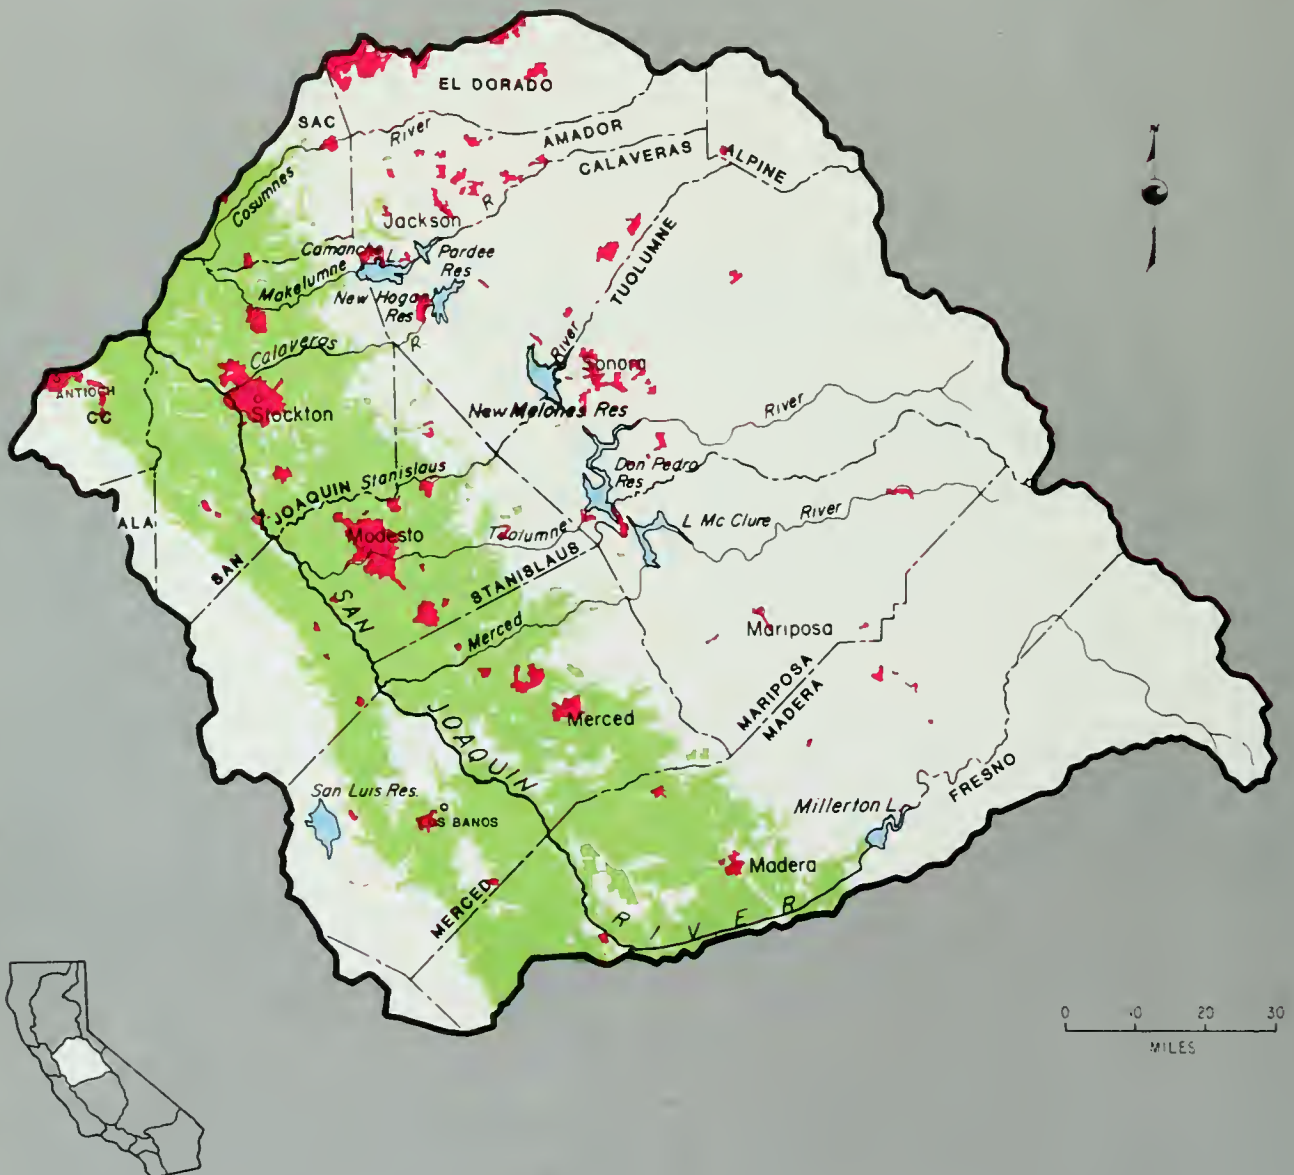 EL DORADO
SAC
River
AMADOR
CALAVERAS
ALPINE
Cosumnes
R
Jackson
TUOLUMNE
Camanche L
Pardee
Res
Mokelumne
New Hogan
Res
Calaveras
R
River
Sonora
ANTIOCH
CC
Stockton
New Melones Res
River
Don Pedro
Res
JOAQUIN
Stanislaus
ALA
L Mc Clure
River
Modesto
Tuolumne
SAN
STANISLAUS
SAN
Merced
Mariposa
MARIPOSA
MADERA
Merced
JOAQUIN
FRESNO
San Luis Res.
Millerton L
LOS BANOS
Madera
MERCED
RIVER
N
0 10 20 30
MILES